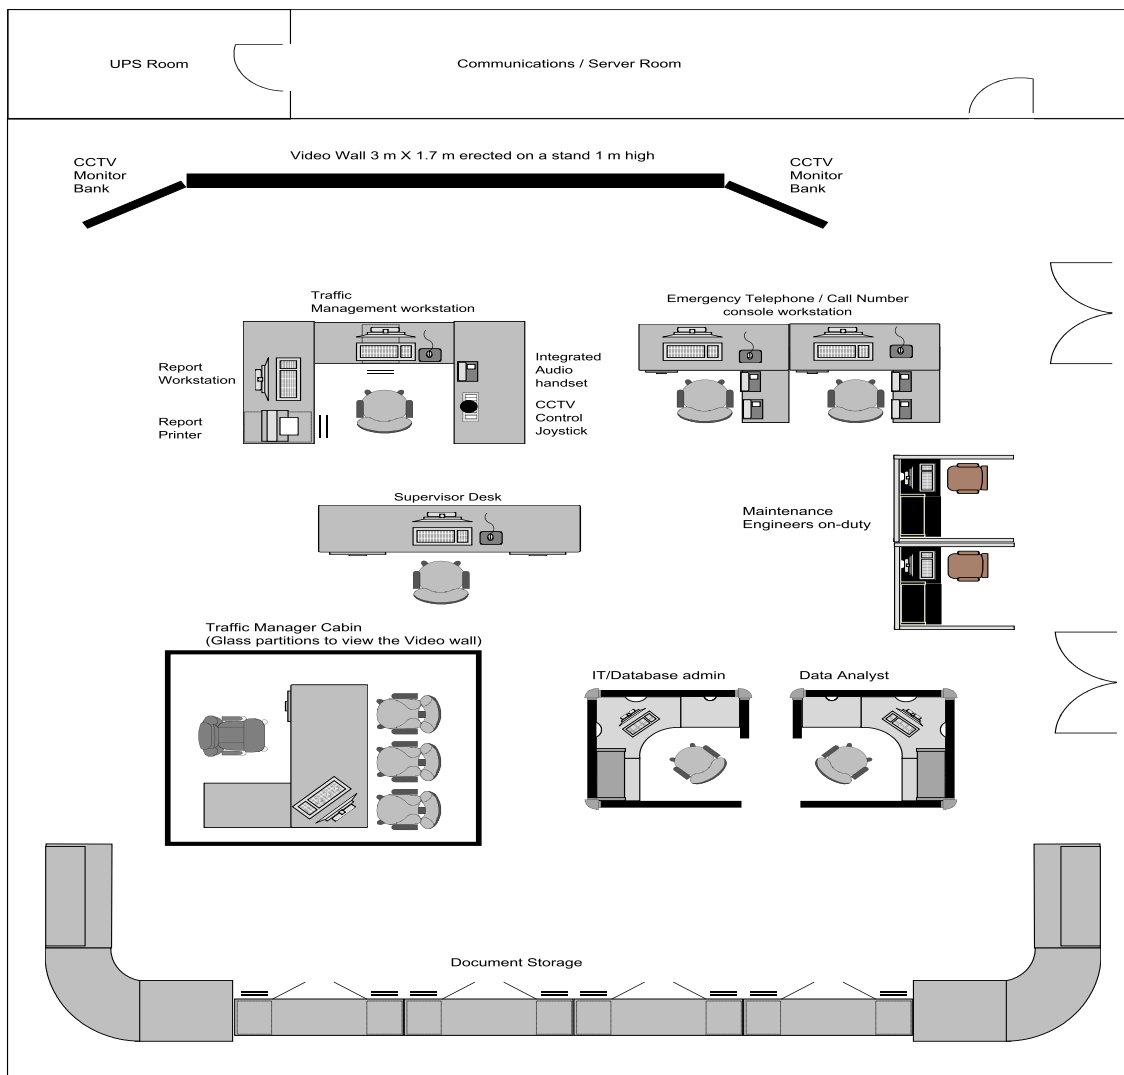 UPS Room
Communications / Server Room
Video Wall 3 m X 1.7 m erected on a stand 1 m high
CCTV
Monitor
Bank
CCTV
Monitor
Bank
Traffic
Management workstation
Emergency Telephone / Call Number
console workstation
Report
Workstation
Report
Printer
Integrated
Audio
handset
CCTV
Control
Joystick
Supervisor Desk
Maintenance
Engineers on-duty
Traffic Manager Cabin
(Glass partitions to view the Video wall)
IT/Database admin
Data Analyst
Document Storage